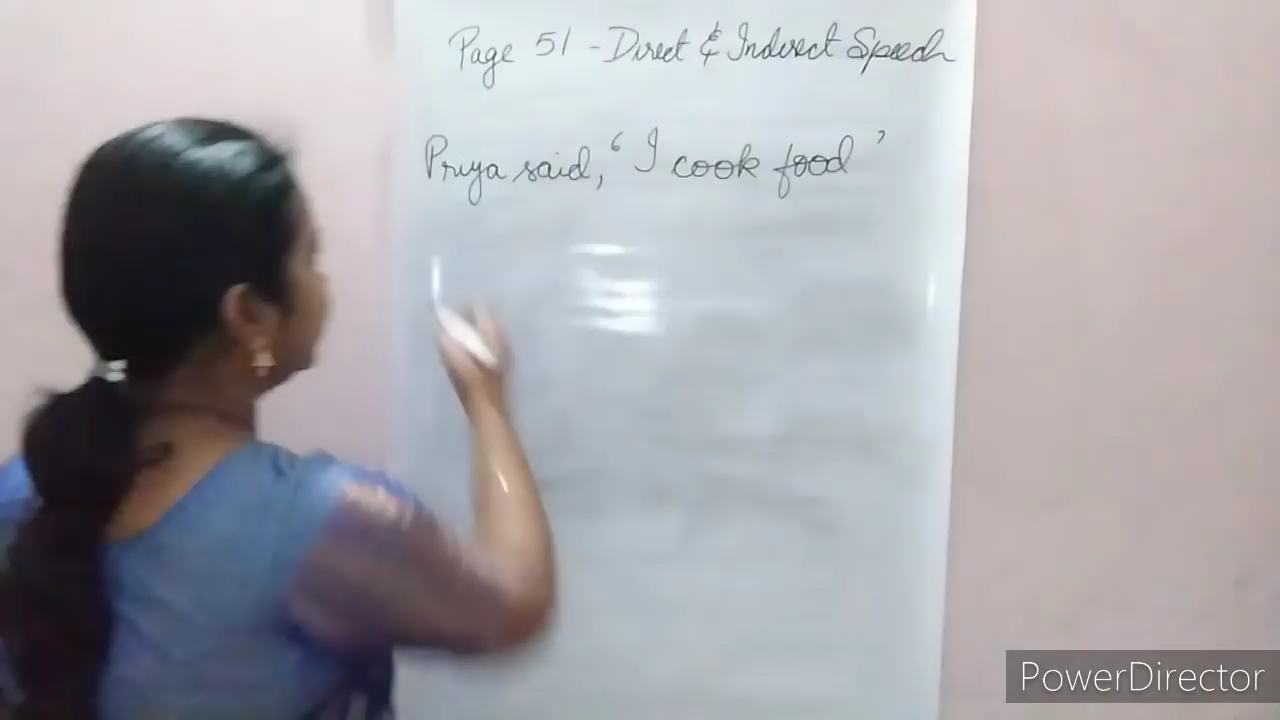 Page 51 - Direct & Indirect Speech
Priya said, ‘ I cook food ’
PowerDirector